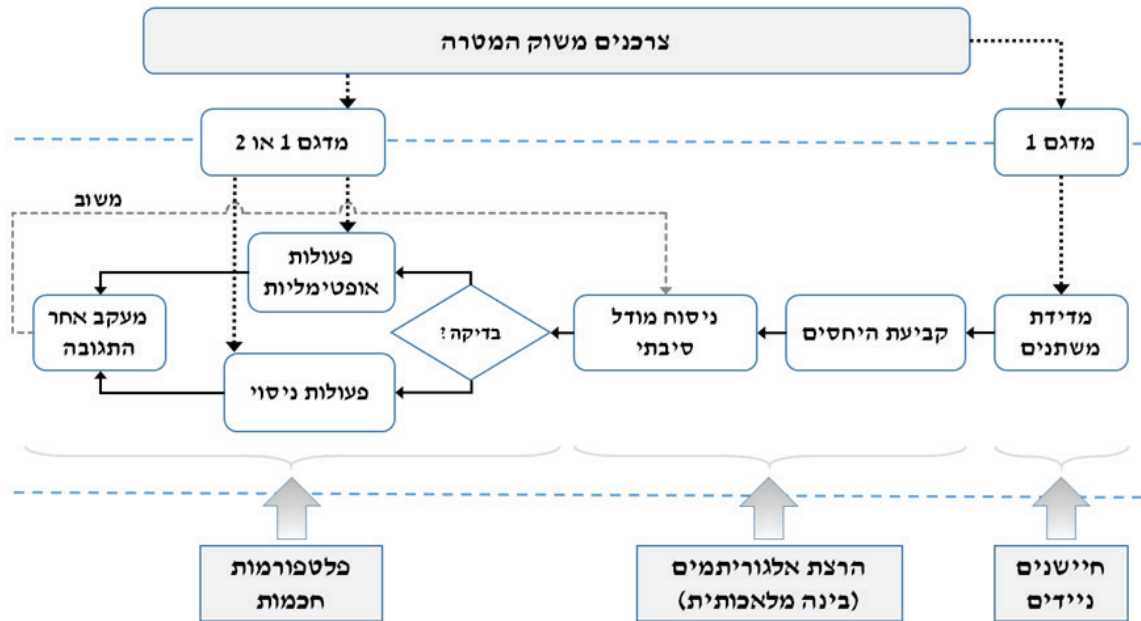 צרכנים משוק המטרה
מדגם 1
מדגם 1 או 2
משוב
מדידת
משתנים
קביעת היחסים
ניסוח מודל
סיבתי
בדיקה?
פעולות
אופטימליות
פעולות ניסוי
מעקב אחר
התגובה
חיישנים
ניידים
הרצת אלגוריתמים
(בינה מלאכותית)
פלטפורמות
חכמות